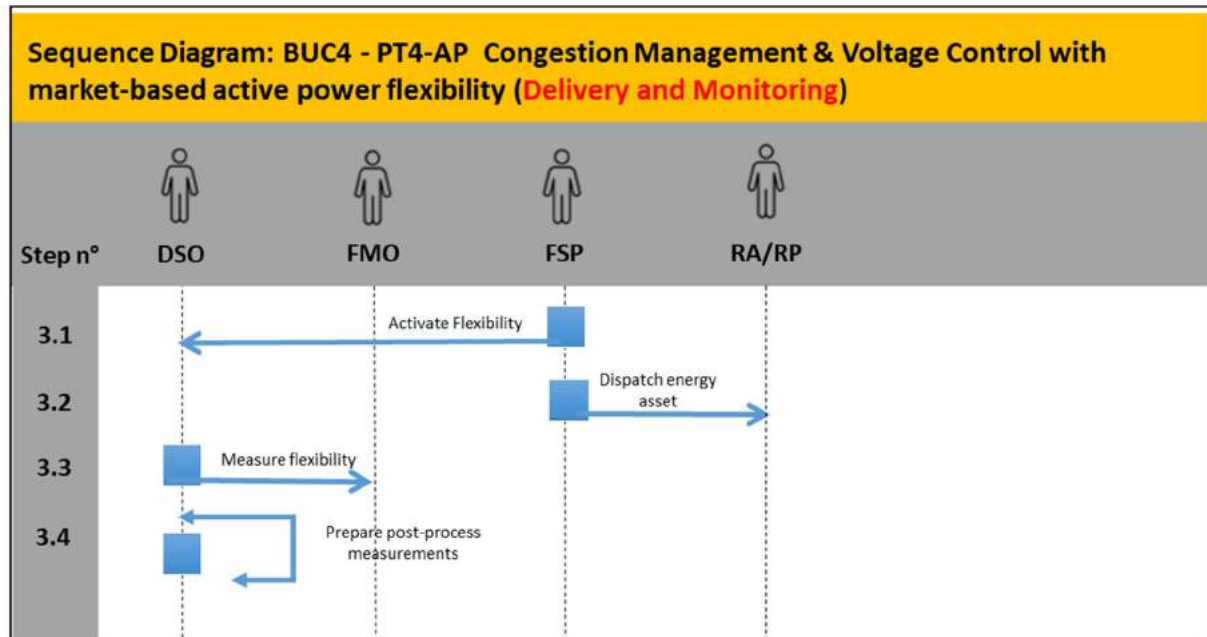 Sequence Diagram: BUC4 - PT4-AP Congestion Management & Voltage Control with
market-based active power flexibility (Delivery and Monitoring)
Step n° DSO FMO FSP RA/RP
3.1 Activate Flexibility
3.2 Dispatch energy
asset
3.3 Measure flexibility
3.4 Prepare post-process
measurements